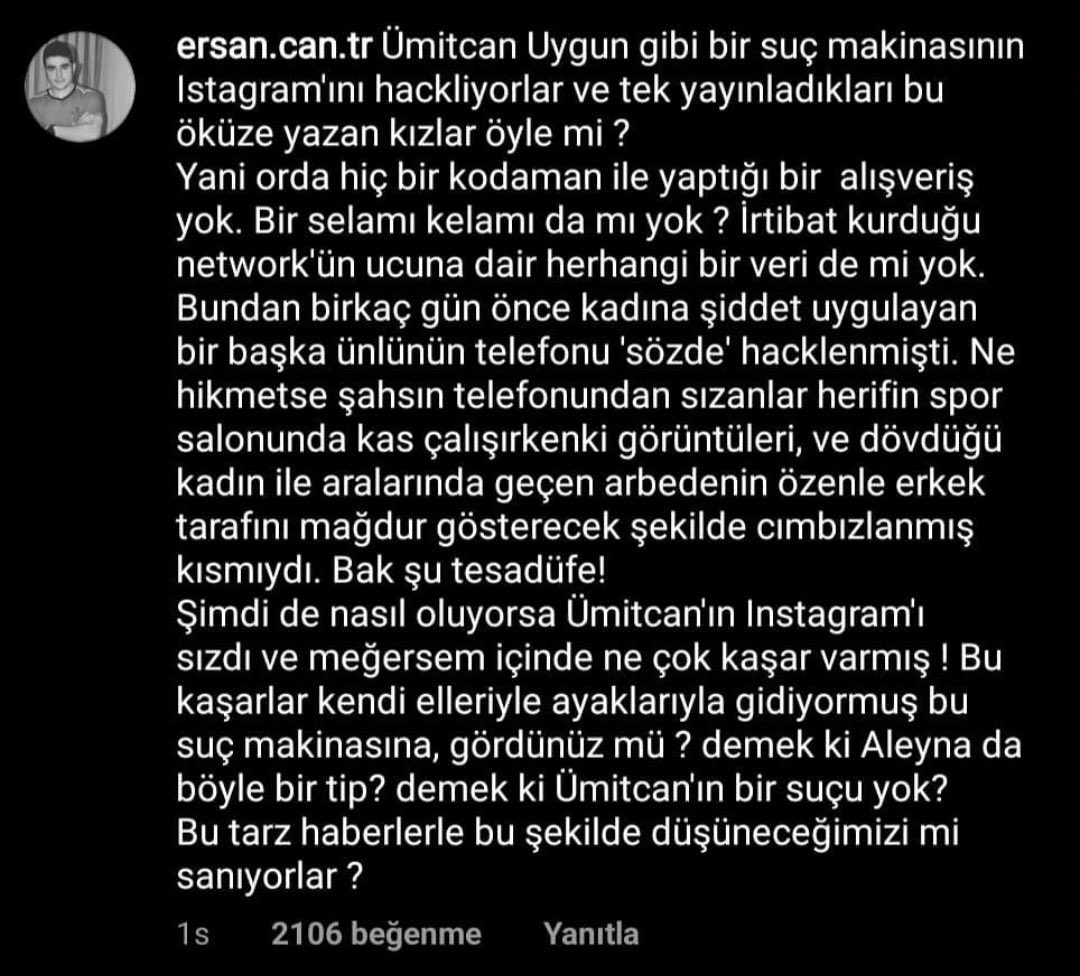 ersan.can.tr Ümitcan Uygun gibi bir suç makinasının
Istagram'ını hackliyorlar ve tek yayınladıkları bu
öküze yazan kızlar öyle mi ?
Yani orda hiç bir kodaman ile yaptığı bir alışveriş
yok. Bir selamı kelamı da mı yok ? İrtibat kurduğu
network'ün ucuna dair herhangi bir veri de mi yok.
Bundan birkaç gün önce kadına şiddet uygulayan
bir başka ünlünün telefonu 'sözde' hacklenmişti. Ne
hikmetse şahsın telefonundan sızanlar herifin spor
salonunda kas çalışırkenki görüntüleri, ve dövdüğü
kadın ile aralarında geçen arbedenin özenle erkek
tarafını mağdur gösterecek şekilde cımbızlanmış
kısmıydı. Bak şu tesadüfe!
Şimdi de nasıl oluyorsa Ümitcan'ın Instagram'ı
sızdı ve meğersem içinde ne çok kaşar varmış ! Bu
kaşarlar kendi elleriyle ayaklarıyla gidiyormuş bu
suç makinasına, gördünüz mü ? demek ki Aleyna da
böyle bir tip? demek ki Ümitcan'ın bir suçu yok?
Bu tarz haberlerle bu şekilde düşüneceğimizi mi
sanıyorlar ?
1s 2106 beğenme Yanıtla